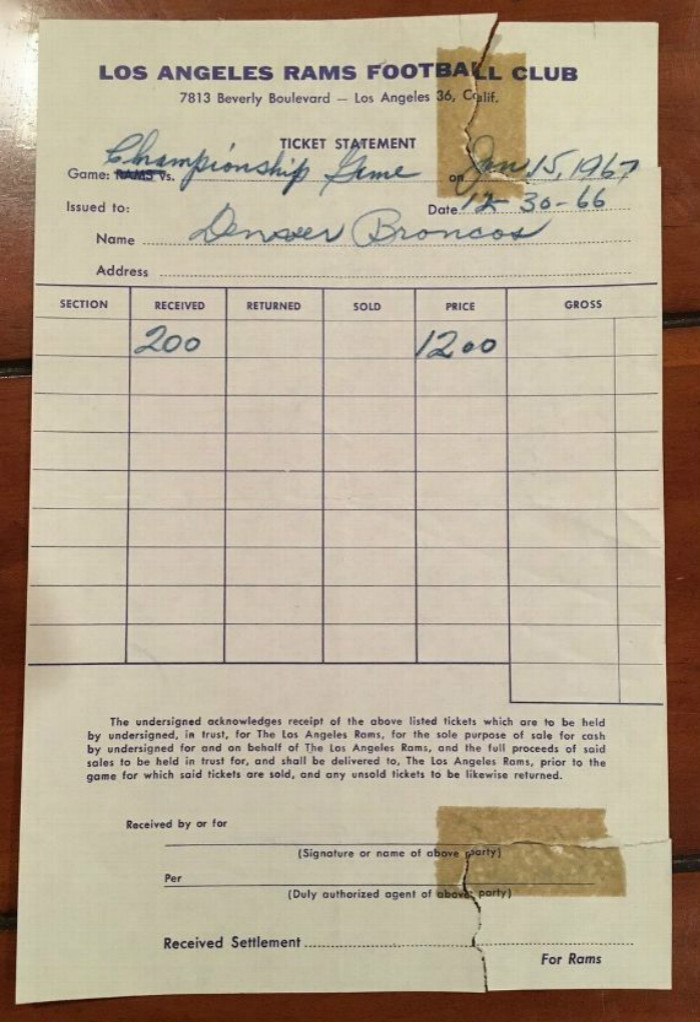 LOS ANGELES RAMS FOOTBALL CLUB
7813 Beverly Boulevard — Los Angeles 36, Calif.
TICKET STATEMENT
Game: RAMS vs. Championship Game on Jan 15, 1967
Issued to: Date 12-30-66
Name Denver Broncos
Address
SECTION RECEIVED RETURNED SOLD PRICE GROSS
200 12 00
The undersigned acknowledges receipt of the above listed tickets which are to be held
by undersigned, in trust, for The Los Angeles Rams, for the sole purpose of sale for cash
by undersigned for and on behalf of The Los Angeles Rams, and the full proceeds of said
sales to be held in trust for, and shall be delivered to, The Los Angeles Rams, prior to the
game for which said tickets are sold, and any unsold tickets to be likewise returned.
Received by or for
(Signature or name of above party)
Per
(Duly authorized agent of above party)
Received Settlement
For Rams